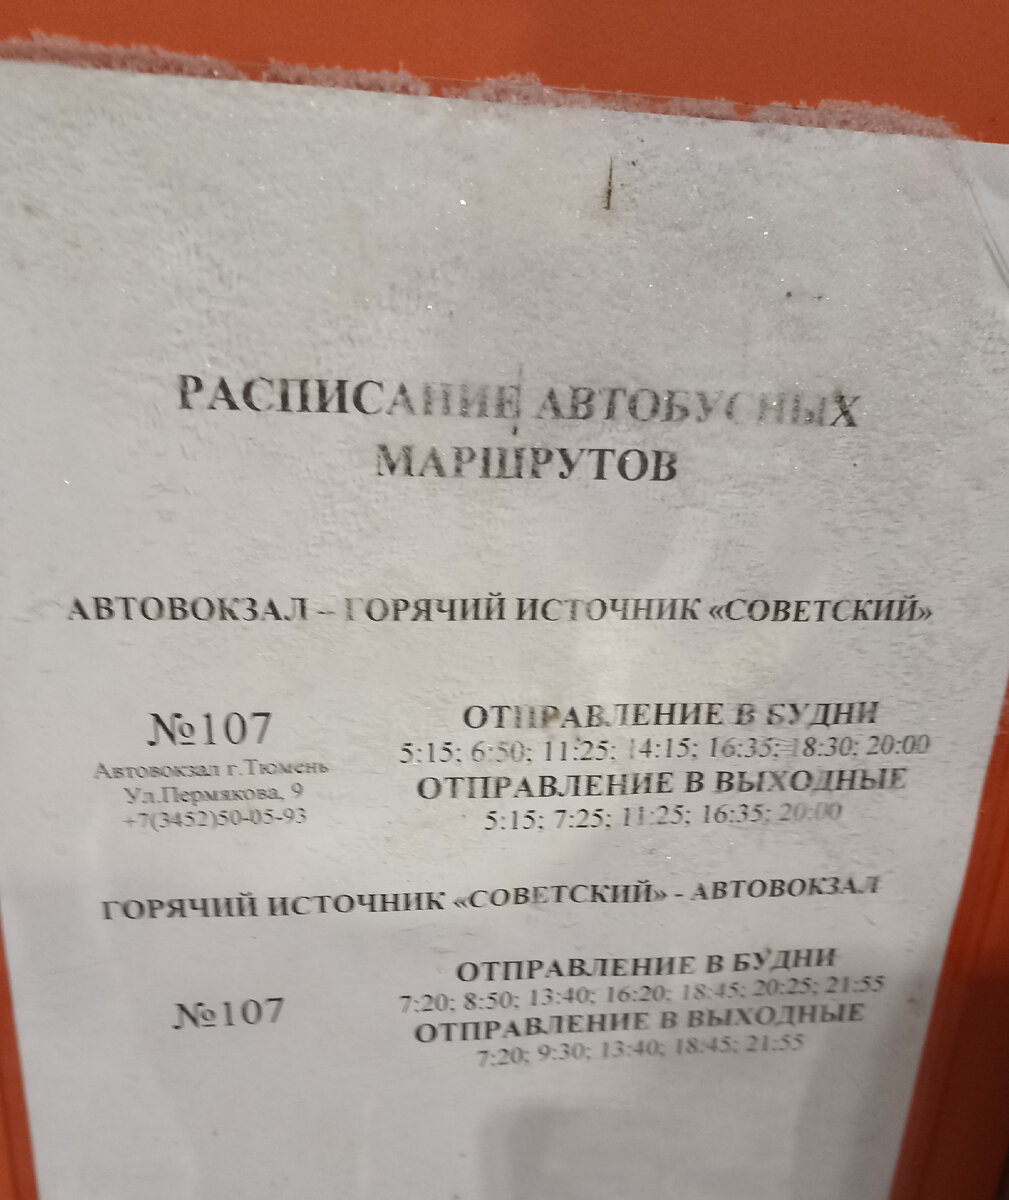 РАСПИСАНИЕ АВТОБУСНЫХ
МАРШРУТОВ
АВТОВОКЗАЛ – ГОРЯЧИЙ ИСТОЧНИК «СОВЕТСКИЙ»
№107
Автовокзал г.Тюмень
Ул.Пермякова, 9
+7(3452)50-05-93
ОТПРАВЛЕНИЕ В БУДНИ
5:15; 6:50; 11:25; 14:15; 16:35; 18:30; 20:00
ОТПРАВЛЕНИЕ В ВЫХОДНЫЕ
5:15; 7:25; 11:25; 16:35; 20:00
ГОРЯЧИЙ ИСТОЧНИК «СОВЕТСКИЙ» - АВТОВОКЗАЛ
№107
ОТПРАВЛЕНИЕ В БУДНИ
7:20; 8:50; 13:40; 16:20; 18:45; 20:25; 21:55
ОТПРАВЛЕНИЕ В ВЫХОДНЫЕ
7:20; 9:30; 13:40; 18:45; 21:55